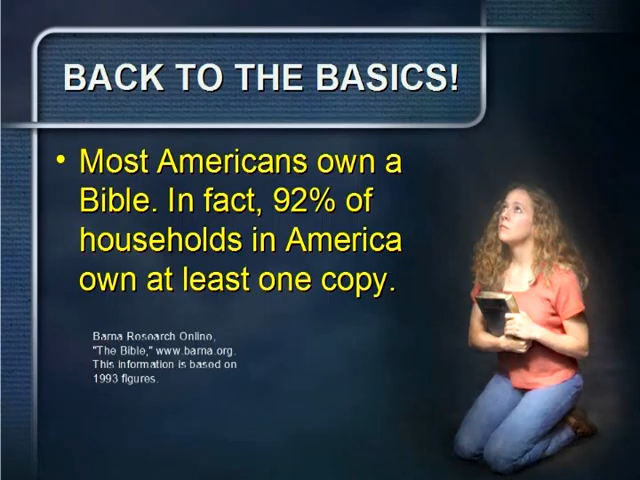 BACK TO THE BASICS!
• Most Americans own a
Bible. In fact, 92% of
households in America
own at least one copy.
Barna Research Online,
"The Bible," www.barna.org.
This information is based on
1993 figures.